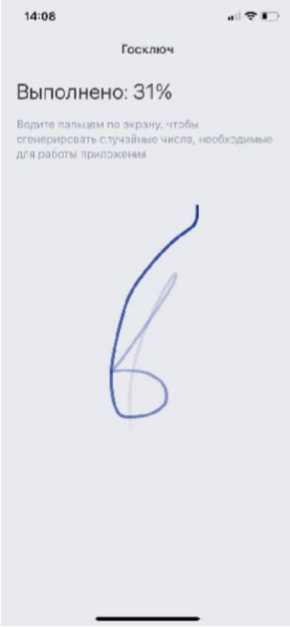 14:08
Госключ
Выполнено: 31%
Водите пальцем по экрану, чтобы
сгенерировать случайные числа, необходимые
для работы приложения